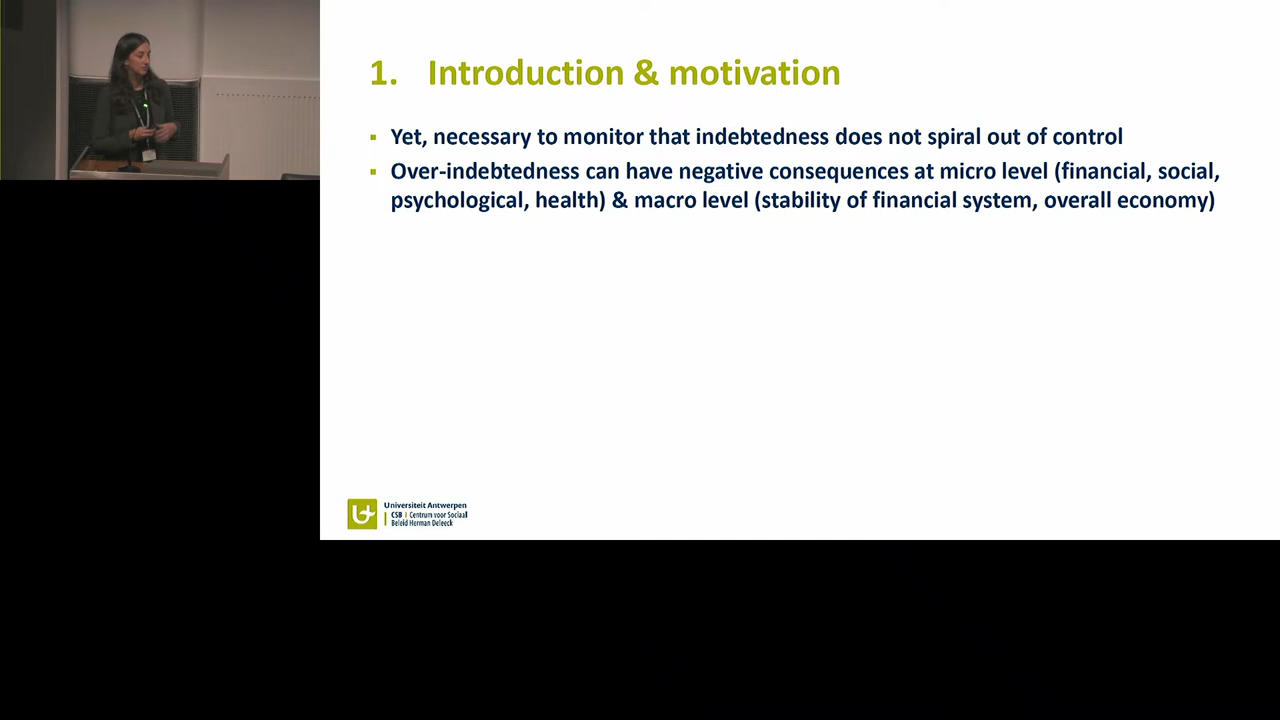 1. Introduction & motivation
▪ Yet, necessary to monitor that indebtedness does not spiral out of control
▪ Over-indebtedness can have negative consequences at micro level (financial, social,
psychological, health) & macro level (stability of financial system, overall economy)
Universiteit Antwerpen
CSB | Centrum voor Sociaal
Beleid Herman Deleeck